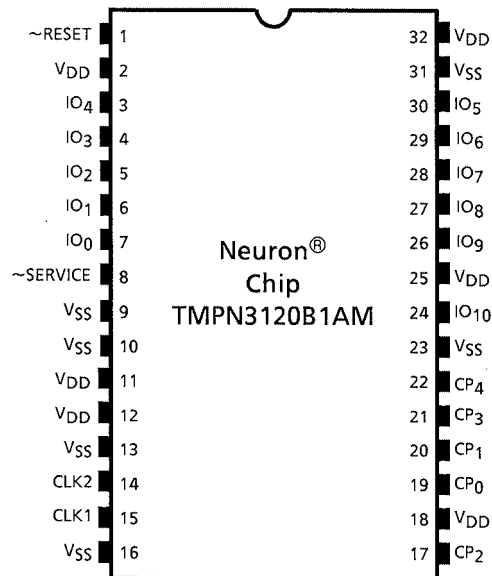 ~RESET 1 32 VDD
VDD 2 31 VSS
IO4 3 30 IO5
IO3 4 29 IO6
IO2 5 28 IO7
IO1 6 27 IO8
IO0 7 26 IO9
~SERVICE 8 25 VDD
VSS 9 24 IO10
VSS 10 23 VSS
VDD 11 22 CP4
VDD 12 21 CP3
VSS 13 20 CP1
CLK2 14 19 CP0
CLK1 15 18 VDD
VSS 16 17 CP2
Neuron®
Chip
TMPN3120B1AM